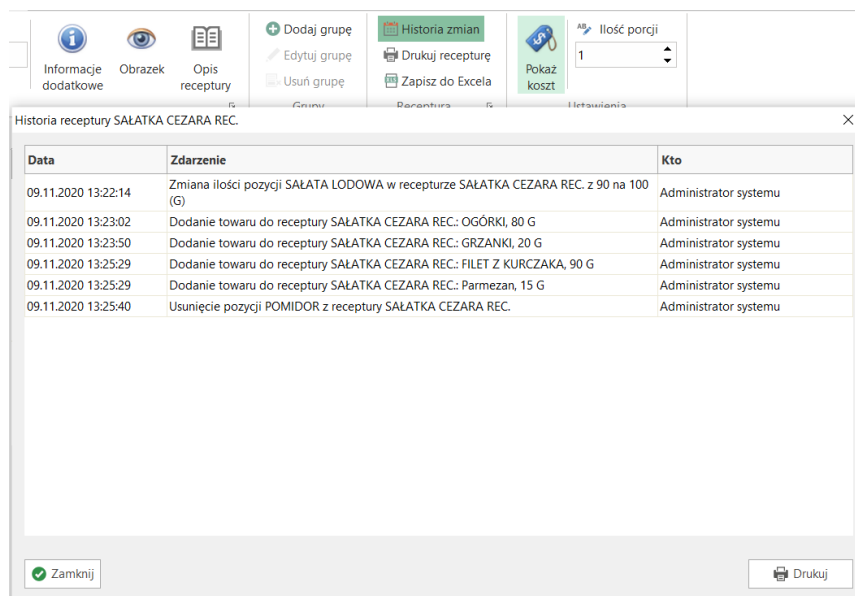 Informacje dodatkowe
Obrazek
Opis receptury
Dodaj grupę
Edytuj grupę
Usuń grupę
Grupy
Historia zmian
Drukuj recepturę
Zapisz do Excela
Receptura
Pokaż koszt
Ilość porcji
1
Ustawienia
Historia receptury SAŁATKA CEZARA REC.
Data Zdarzenie Kto
09.11.2020 13:22:14 Zmiana ilości pozycji SAŁATA LODOWA w recepturze SAŁATKA CEZARA REC. z 90 na 100 (G) Administrator systemu
09.11.2020 13:23:02 Dodanie towaru do receptury SAŁATKA CEZARA REC.: OGÓRKI, 80 G Administrator systemu
09.11.2020 13:23:50 Dodanie towaru do receptury SAŁATKA CEZARA REC.: GRZANKI, 20 G Administrator systemu
09.11.2020 13:25:29 Dodanie towaru do receptury SAŁATKA CEZARA REC.: FILET Z KURCZAKA, 90 G Administrator systemu
09.11.2020 13:25:29 Dodanie towaru do receptury SAŁATKA CEZARA REC.: Parmezan, 15 G Administrator systemu
09.11.2020 13:25:40 Usunięcie pozycji POMIDOR z receptury SAŁATKA CEZARA REC. Administrator systemu
Zamknij
Drukuj